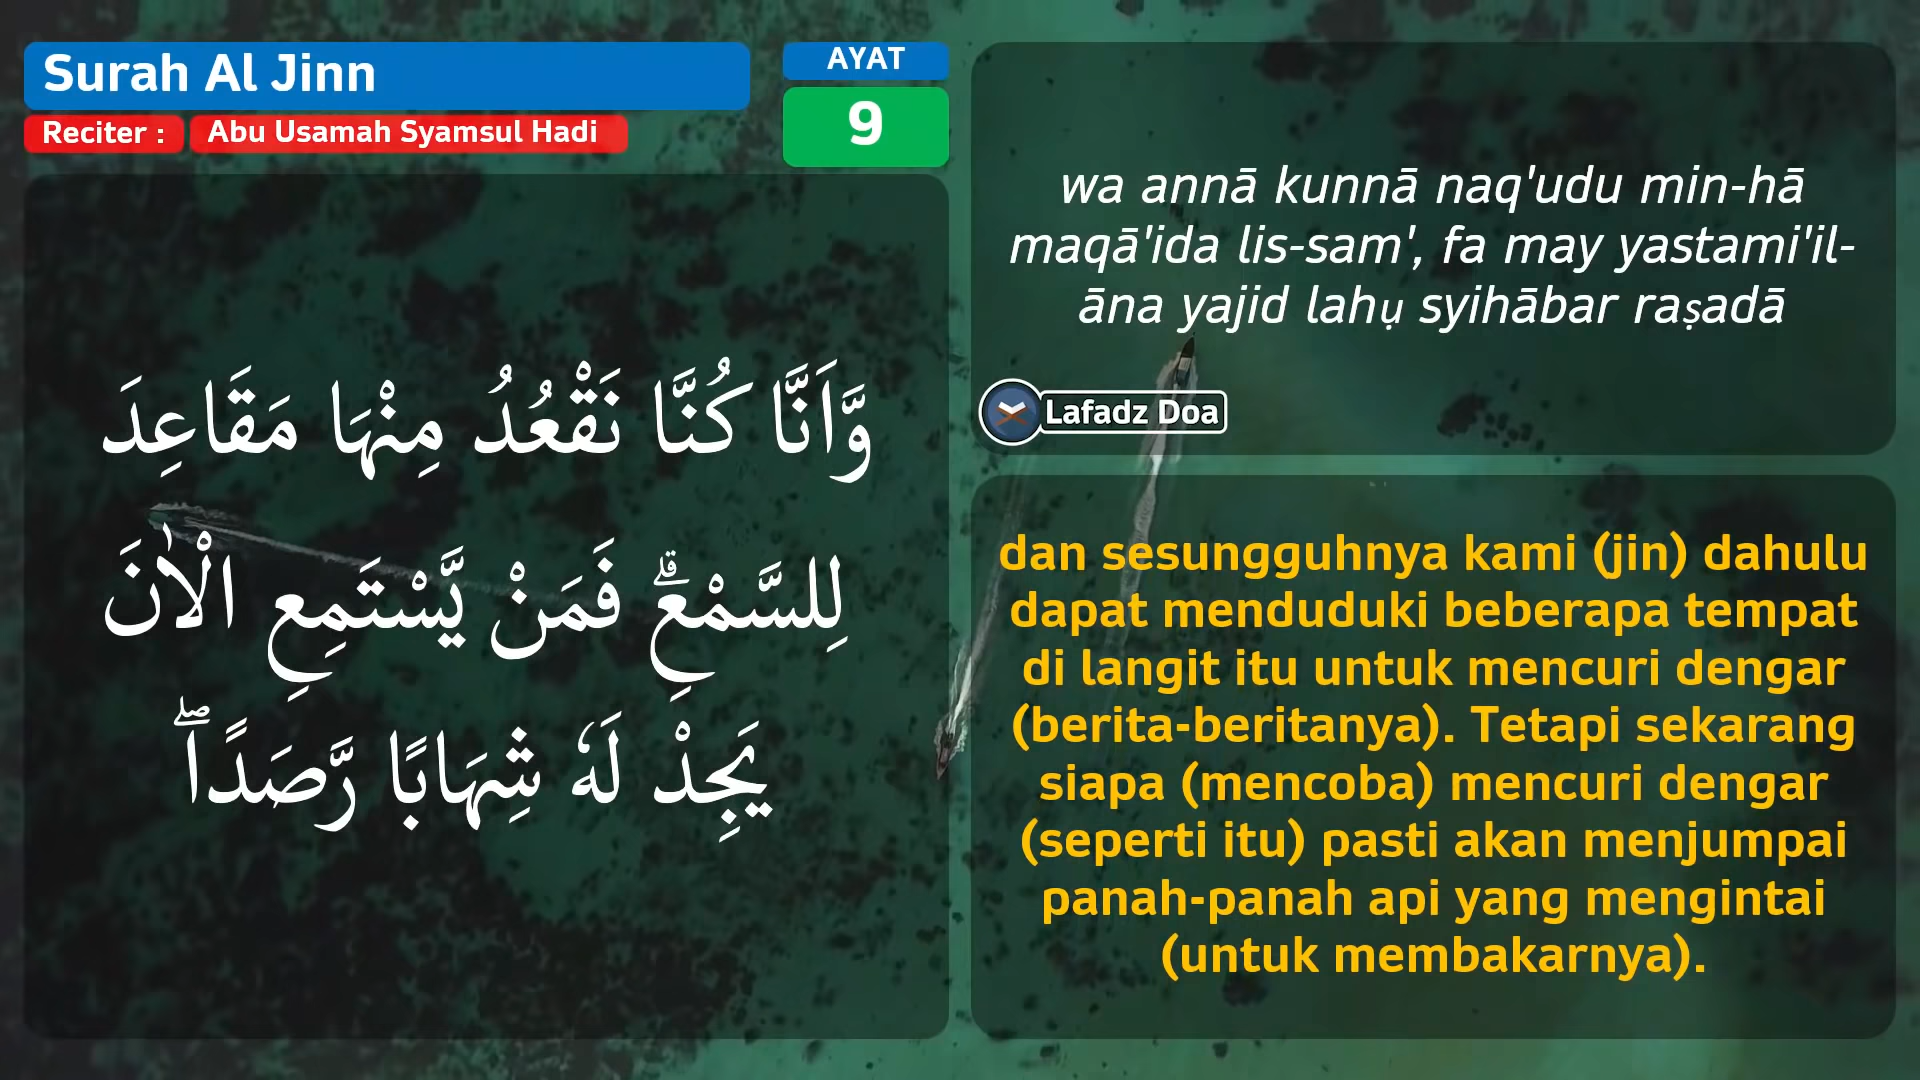 Surah Al Jinn
Reciter :
Abu Usamah Syamsul Hadi
AYAT
9
وَّاَنَّا كُنَّا نَقْعُدُ مِنْهَا مَقَاعِدَ
لِلسَّمْعِۗ فَمَنْ يَّسْتَمِعِ الْاٰنَ
يَجِدْ لَهٗ شِهَابًا رَّصَدًاۖ
wa annā kunnā naq'udu min-hā
maqā'ida lis-sam', fa may yastami'il-
āna yajid lahụ syihābar raṣadā
Lafadz Doa
dan sesungguhnya kami (jin) dahulu
dapat menduduki beberapa tempat
di langit itu untuk mencuri dengar
(berita-beritanya). Tetapi sekarang
siapa (mencoba) mencuri dengar
(seperti itu) pasti akan menjumpai
panah-panah api yang mengintai
(untuk membakarnya).